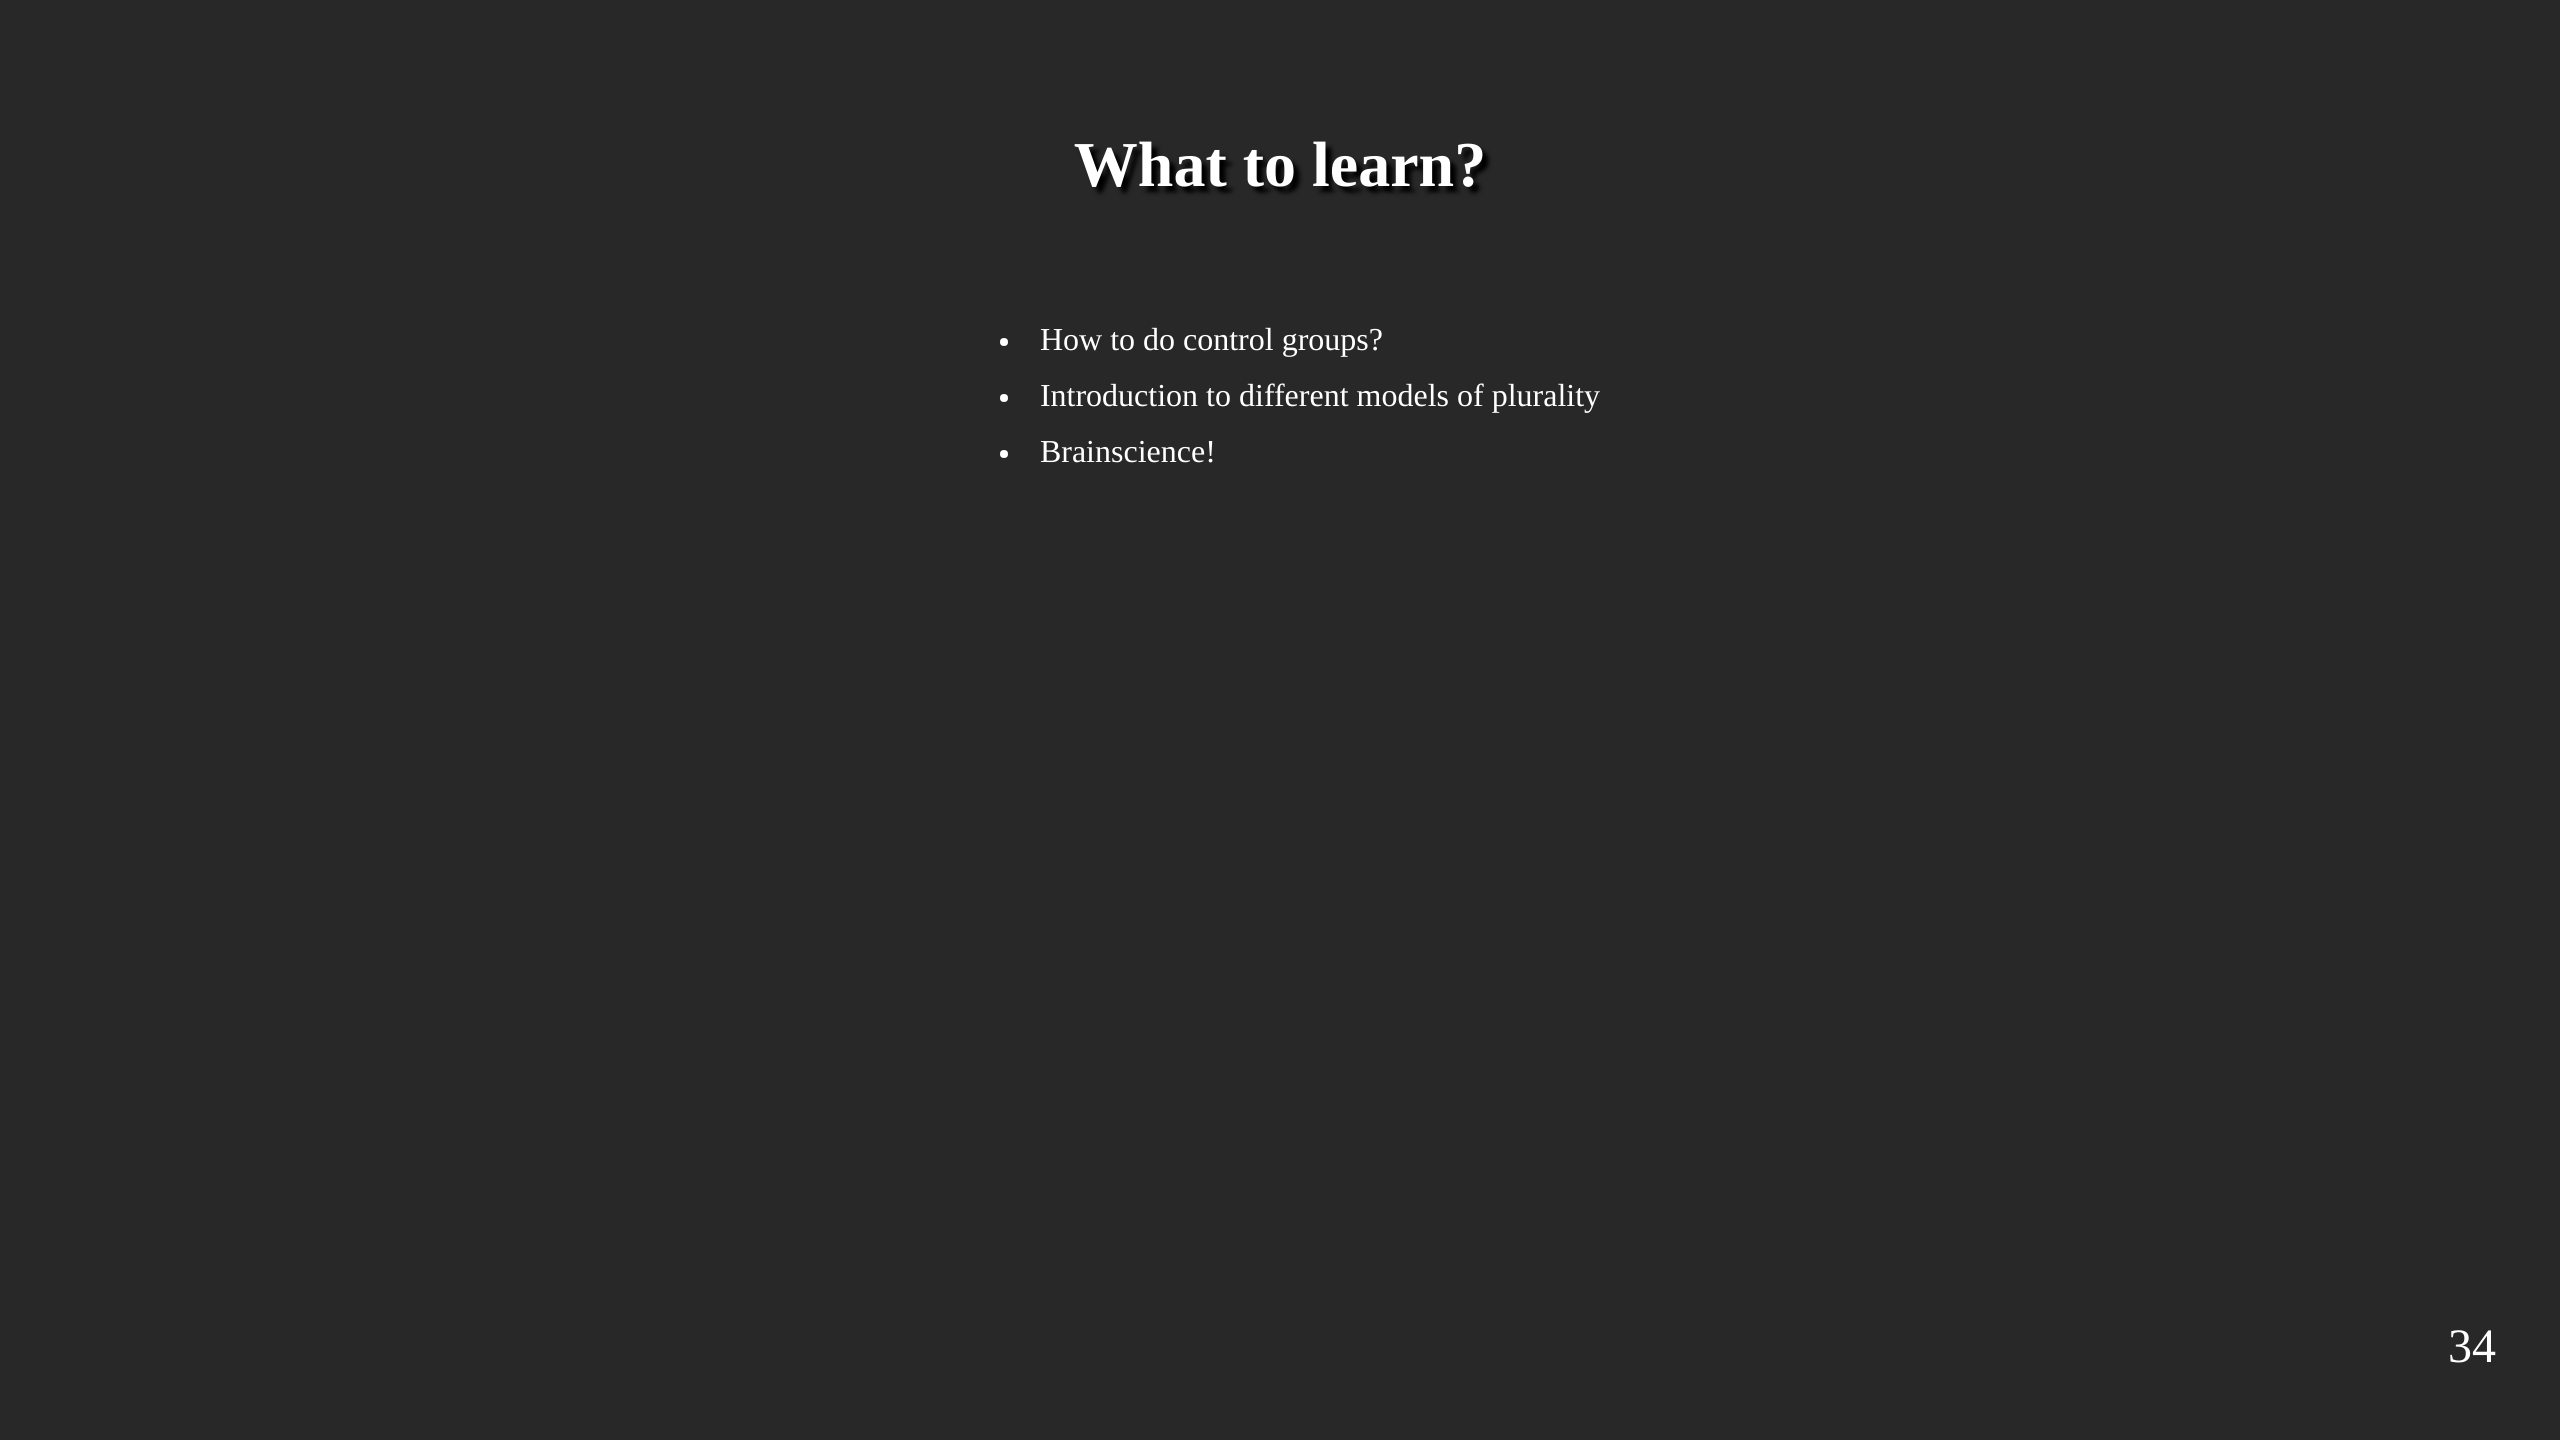 What to learn?
How to do control groups?
Introduction to different models of plurality
Brainscience!
34